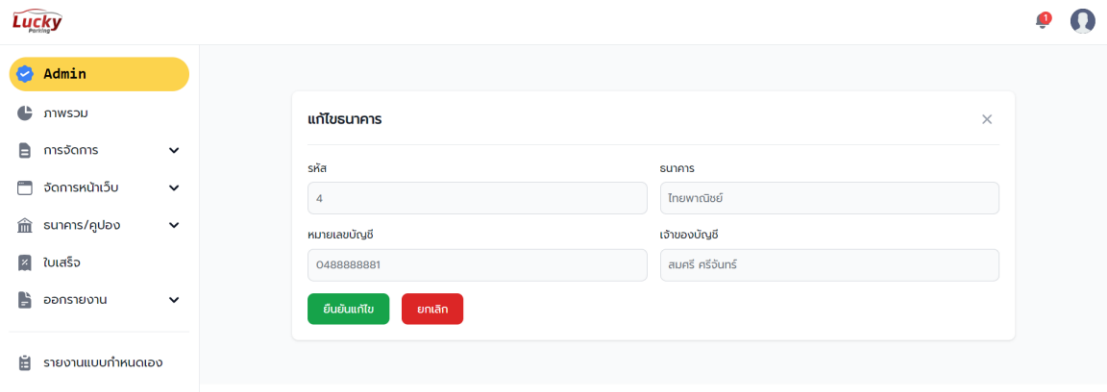 Lucky
Parking
1
Admin
ภาพรวม
การจัดการ
จัดการหน้าเว็บ
ธนาคาร/คูปอง
ใบเสร็จ
ออกรายงาน
รายงานแบบกำหนดเอง
แก้ไขธนาคาร
รหัส
ธนาคาร
4
ไทยพาณิชย์
หมายเลขบัญชี
เจ้าของบัญชี
0488888881
สมศรี ศรีจันทร์
ยืนยันแก้ไข
ยกเลิก